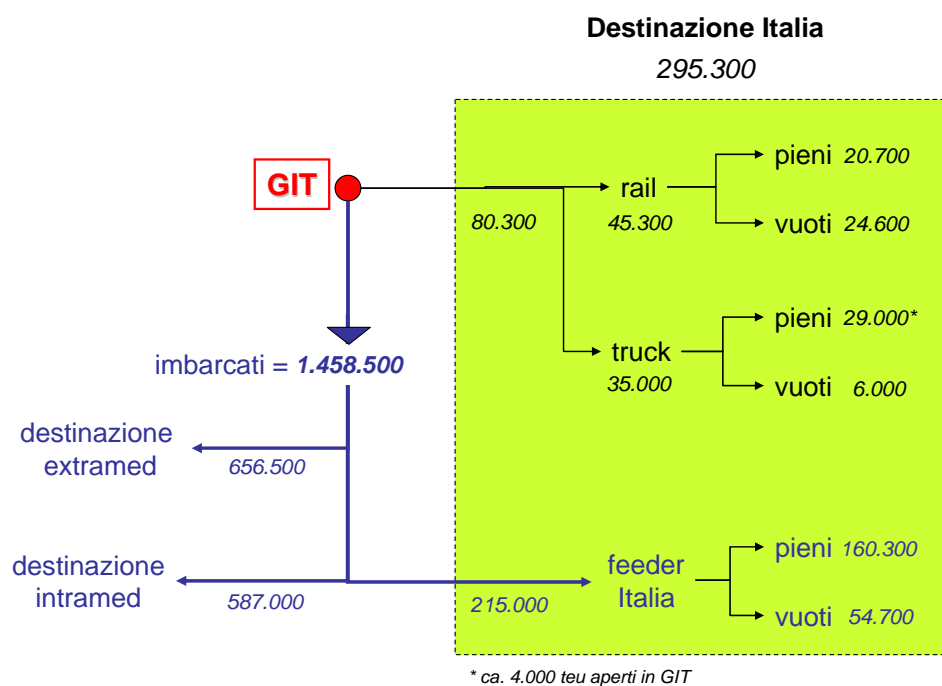 Destinazione Italia
295.300
GIT
80.300
rail
45.300
pieni 20.700
vuoti 24.600
truck
35.000
pieni 29.000*
vuoti 6.000
imbarcati = 1.458.500
destinazione
extramed
656.500
destinazione
intramed
587.000
215.000
feeder
Italia
pieni 160.300
vuoti 54.700
* ca. 4.000 teu aperti in GIT